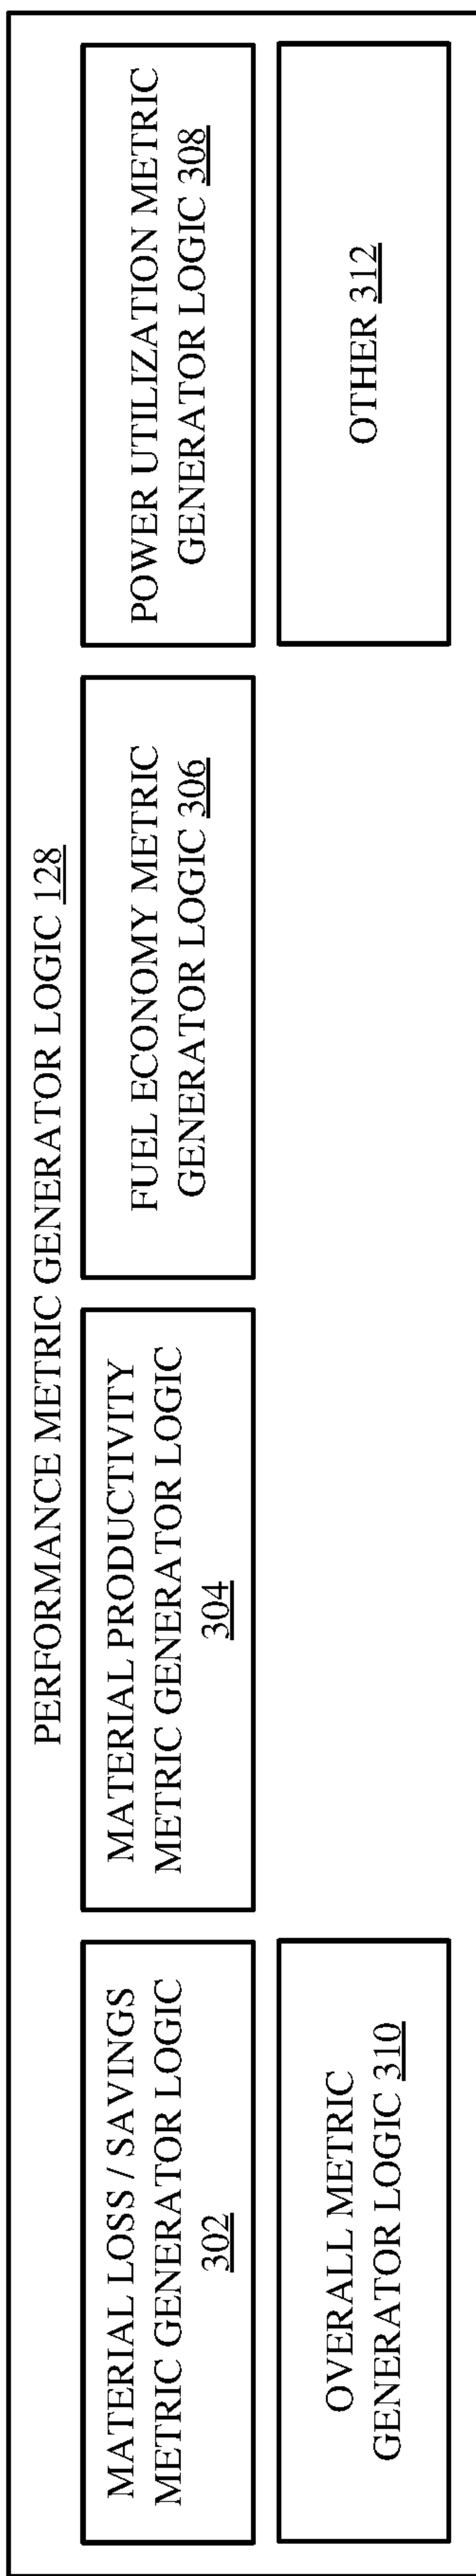 PERFORMANCE METRIC GENERATOR LOGIC 128
MATERIAL LOSS / SAVINGS
METRIC GENERATOR LOGIC
302
MATERIAL PRODUCTIVITY
METRIC GENERATOR LOGIC
304
FUEL ECONOMY METRIC
GENERATOR LOGIC 306
POWER UTILIZATION METRIC
GENERATOR LOGIC 308
OVERALL METRIC
GENERATOR LOGIC 310
OTHER 312